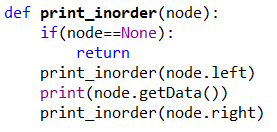 def print_inorder(node):
    if(node==None):
        return
    print_inorder(node.left)
    print(node.getData())
    print_inorder(node.right)